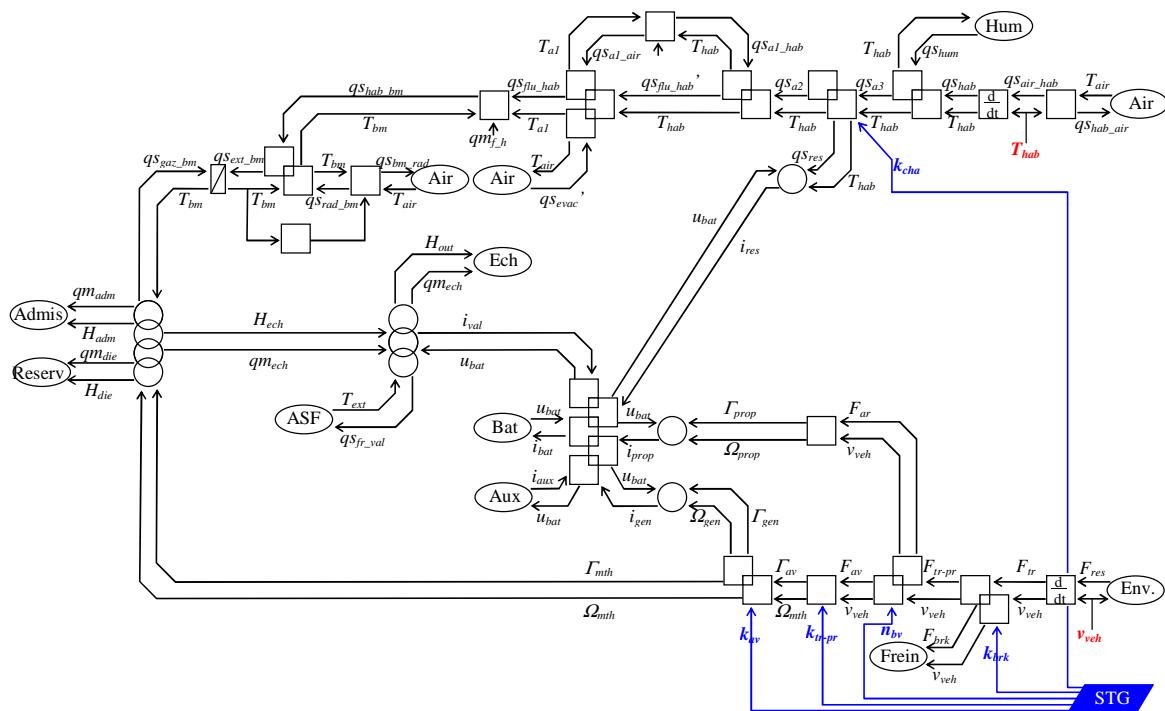 T_hab
Hum
T_a1
qs_a1_air
T_hab
qs_a1_hab
qs_hum
qs_hab_bm
qs_flu_hab
qs_flu_hab'
qs_a2
qs_a3
qs_hab
qs_air_hab
T_air
d/dt
Air
T_bm
qm_f_h
T_a1
T_hab
T_hab
T_hab
T_hab
T_hab
qs_hab_air
qs_gaz_bm
qs_ext_bm
T_bm
qs_bm_rad
Air
T_air
Air
qs_res
k_cha
T_bm
T_bm
qs_rad_bm
T_air
qs_evac'
T_hab
u_bat
i_res
H_out
Ech
qm_ech
qm_adm
Admis
H_adm
H_ech
i_val
qm_die
Reserv
qm_ech
u_bat
H_die
T_ext
ASF
qs_fr_val
u_bat
Bat
i_bat
u_bat
Γ_prop
F_ar
i_prop
Ω_prop
v_veh
i_aux
Aux
u_bat
u_bat
i_gen
Ω_gen
Γ_gen
Γ_mth
Γ_av
F_av
F_tr-pr
F_tr
d/dt
F_res
Env.
Ω_mth
Ω_mth
v_veh
v_veh
v_veh
v_veh
k_av
k_tr-pr
n_bv
F_brk
k_brk
Frein
v_veh
STG